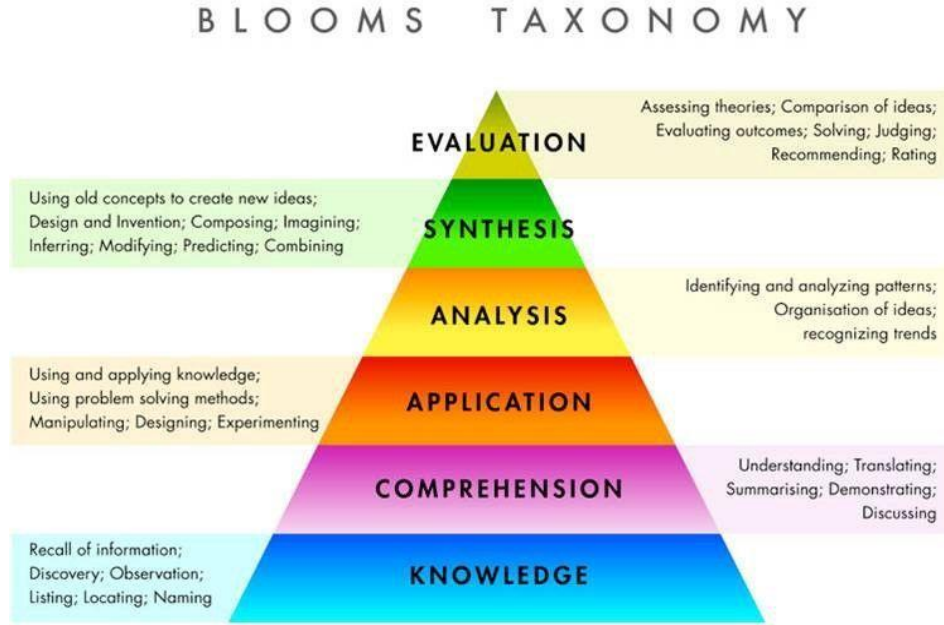 BLOOMS TAXONOMY
EVALUATION
Assessing theories; Comparison of ideas;
Evaluating outcomes; Solving; Judging;
Recommending; Rating
Using old concepts to create new ideas;
Design and Invention; Composing; Imagining;
Inferring; Modifying; Predicting; Combining
SYNTHESIS
ANALYSIS
Identifying and analyzing patterns;
Organisation of ideas;
recognizing trends
Using and applying knowledge;
Using problem solving methods;
Manipulating; Designing; Experimenting
APPLICATION
COMPREHENSION
Understanding; Translating;
Summarising; Demonstrating;
Discussing
Recall of information;
Discovery; Observation;
Listing; Locating; Naming
KNOWLEDGE